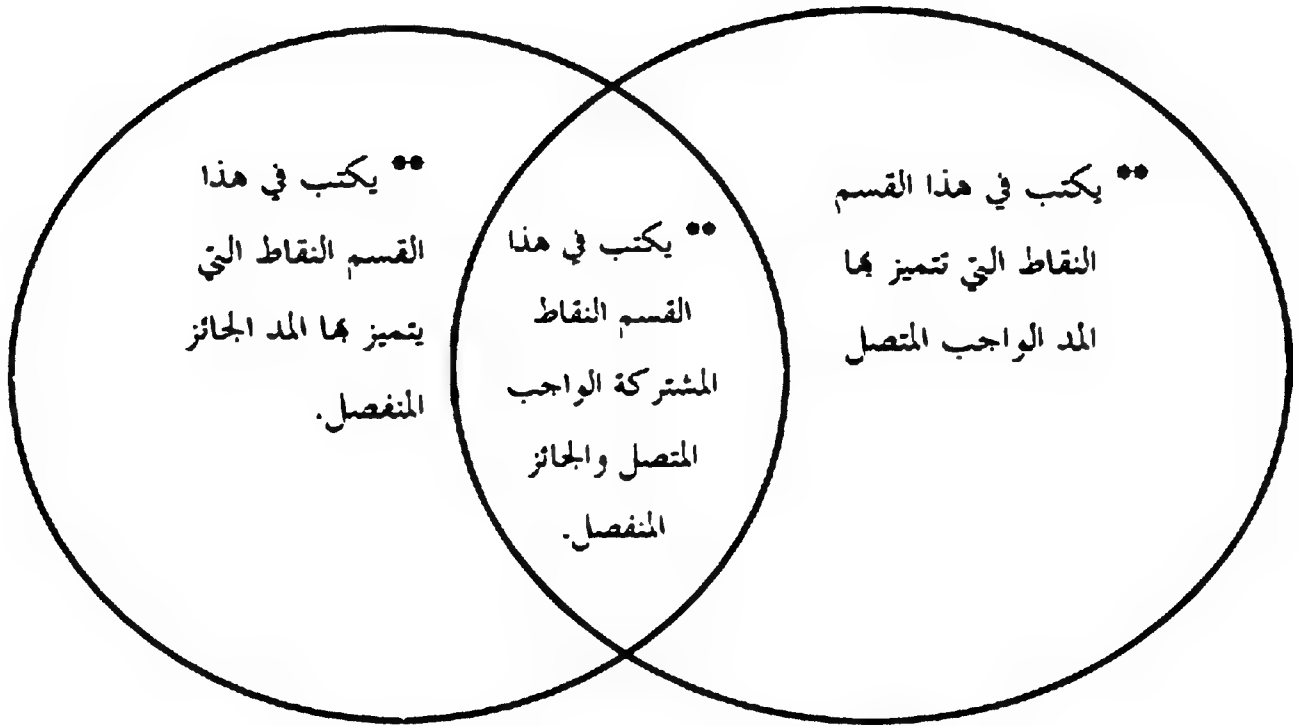 ** يكتب في هذا القسم
النقاط التي تتميز بها
المد الواجب المتصل
** يكتب في هذا
القسم النقاط
المشتركة الواجب
المتصل والجائز
المنفصل.
** يكتب في هذا
القسم النقاط التي
يتميز بها المد الجائز
المنفصل.